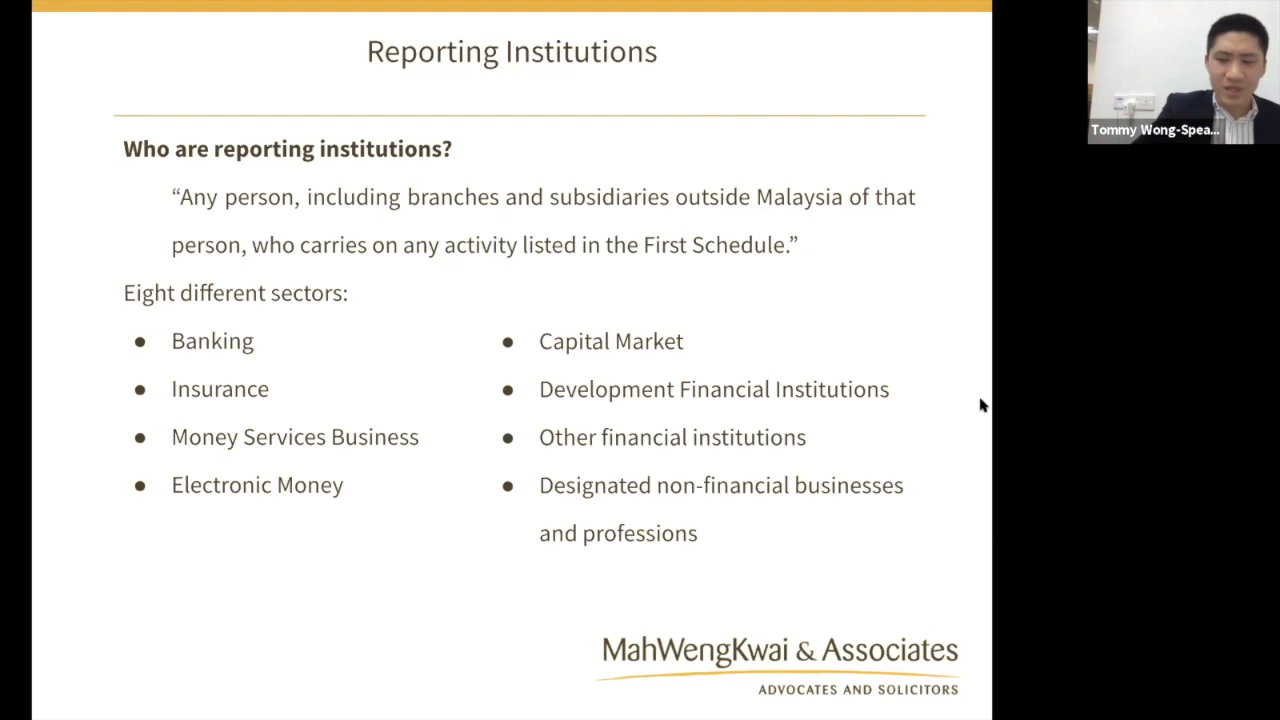 Reporting Institutions
Who are reporting institutions?
“Any person, including branches and subsidiaries outside Malaysia of that
person, who carries on any activity listed in the First Schedule.”
Eight different sectors:
● Banking
● Insurance
● Money Services Business
● Electronic Money
● Capital Market
● Development Financial Institutions
● Other financial institutions
● Designated non-financial businesses
and professions
MahWengKwai & Associates
ADVOCATES AND SOLICITORS
Tommy Wong-Spea...